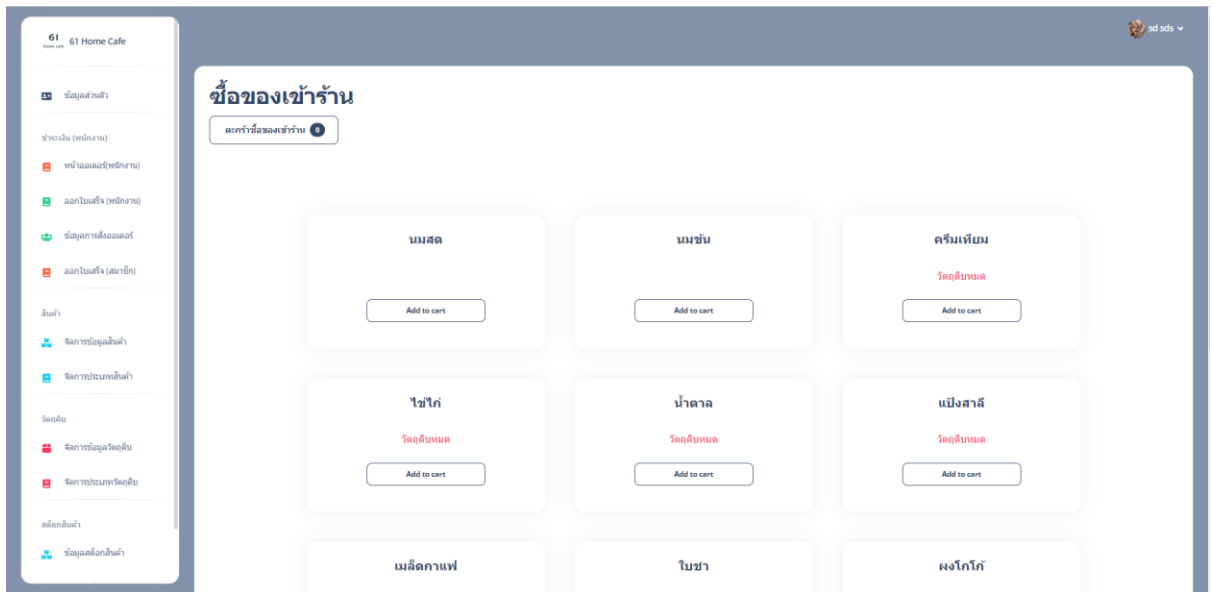 61
Home cafe
61 Home Cafe
sd sds
ข้อมูลส่วนตัว
ชำระเงิน (พนักงาน)
หน้าออเดอร์(พนักงาน)
ออกใบเสร็จ (พนักงาน)
ข้อมูลการสั่งออเดอร์
ออกใบเสร็จ (สมาชิก)
สินค้า
จัดการข้อมูลสินค้า
จัดการประเภทสินค้า
วัตถุดิบ
จัดการข้อมูลวัตถุดิบ
จัดการประเภทวัตถุดิบ
สต็อกสินค้า
ข้อมูลสต็อกสินค้า
ซื้อของเข้าร้าน
ตะกร้าซื้อของเข้าร้าน 0
นมสด
Add to cart
นมข้น
Add to cart
ครีมเทียม
วัตถุดิบหมด
Add to cart
ไข่ไก่
วัตถุดิบหมด
Add to cart
น้ำตาล
วัตถุดิบหมด
Add to cart
แป้งสาลี
วัตถุดิบหมด
Add to cart
เมล็ดกาแฟ
ใบชา
ผงโกโก้